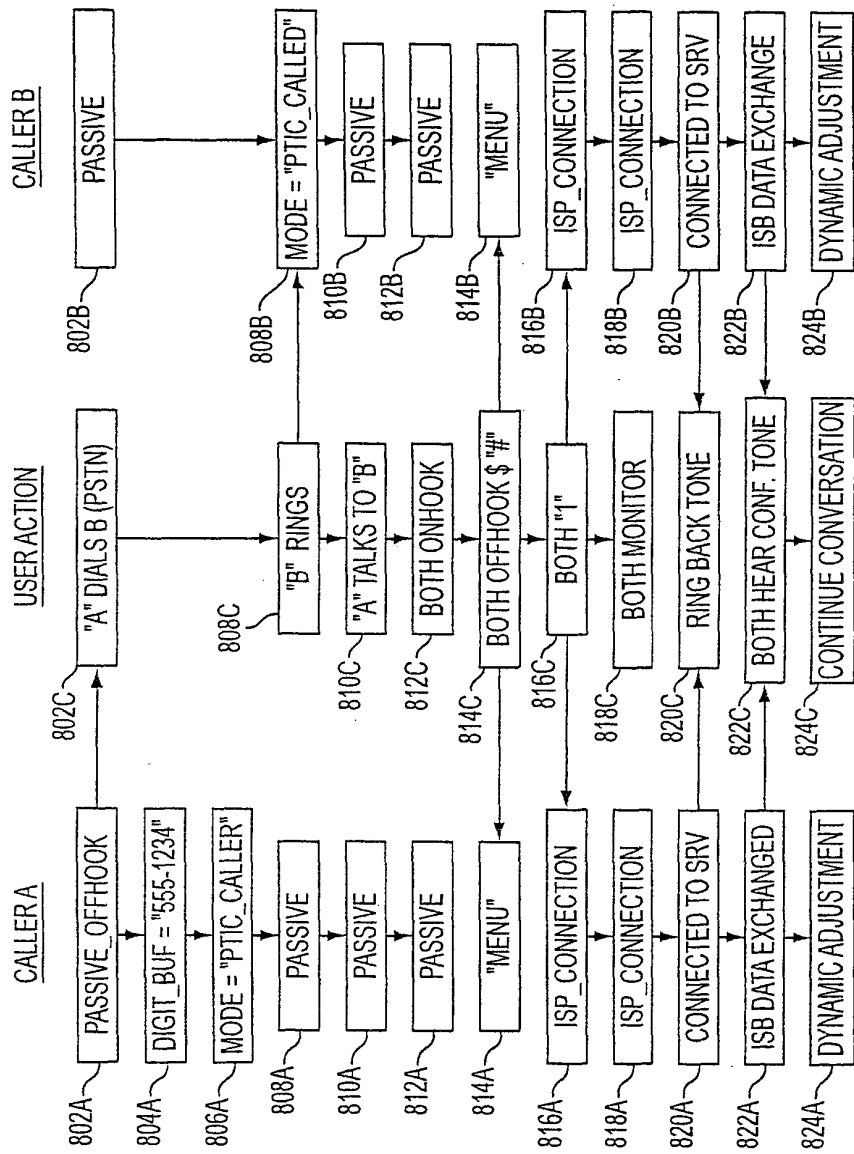 CALLER A
USER ACTION
CALLER B
802A
PASSIVE_OFFHOOK
802C
"A" DIALS B (PSTN)
802B
PASSIVE
804A
DIGIT_BUF = "555-1234"
806A
MODE = "PTIC_CALLER"
808A
PASSIVE
808C
"B" RINGS
808B
MODE = "PTIC_CALLED"
810A
PASSIVE
810C
"A" TALKS TO "B"
810B
PASSIVE
812A
PASSIVE
812C
BOTH ONHOOK
812B
PASSIVE
814A
"MENU"
814C
BOTH OFFHOOK $ "#"
814B
"MENU"
816A
ISP_CONNECTION
816C
BOTH "1"
816B
ISP_CONNECTION
818A
ISP_CONNECTION
818C
BOTH MONITOR
818B
ISP_CONNECTION
820A
CONNECTED TO SRV
820C
RING BACK TONE
820B
CONNECTED TO SRV
822A
ISB DATA EXCHANGED
822C
BOTH HEAR CONF. TONE
822B
ISB DATA EXCHANGE
824A
DYNAMIC ADJUSTMENT
824C
CONTINUE CONVERSATION
824B
DYNAMIC ADJUSTMENT